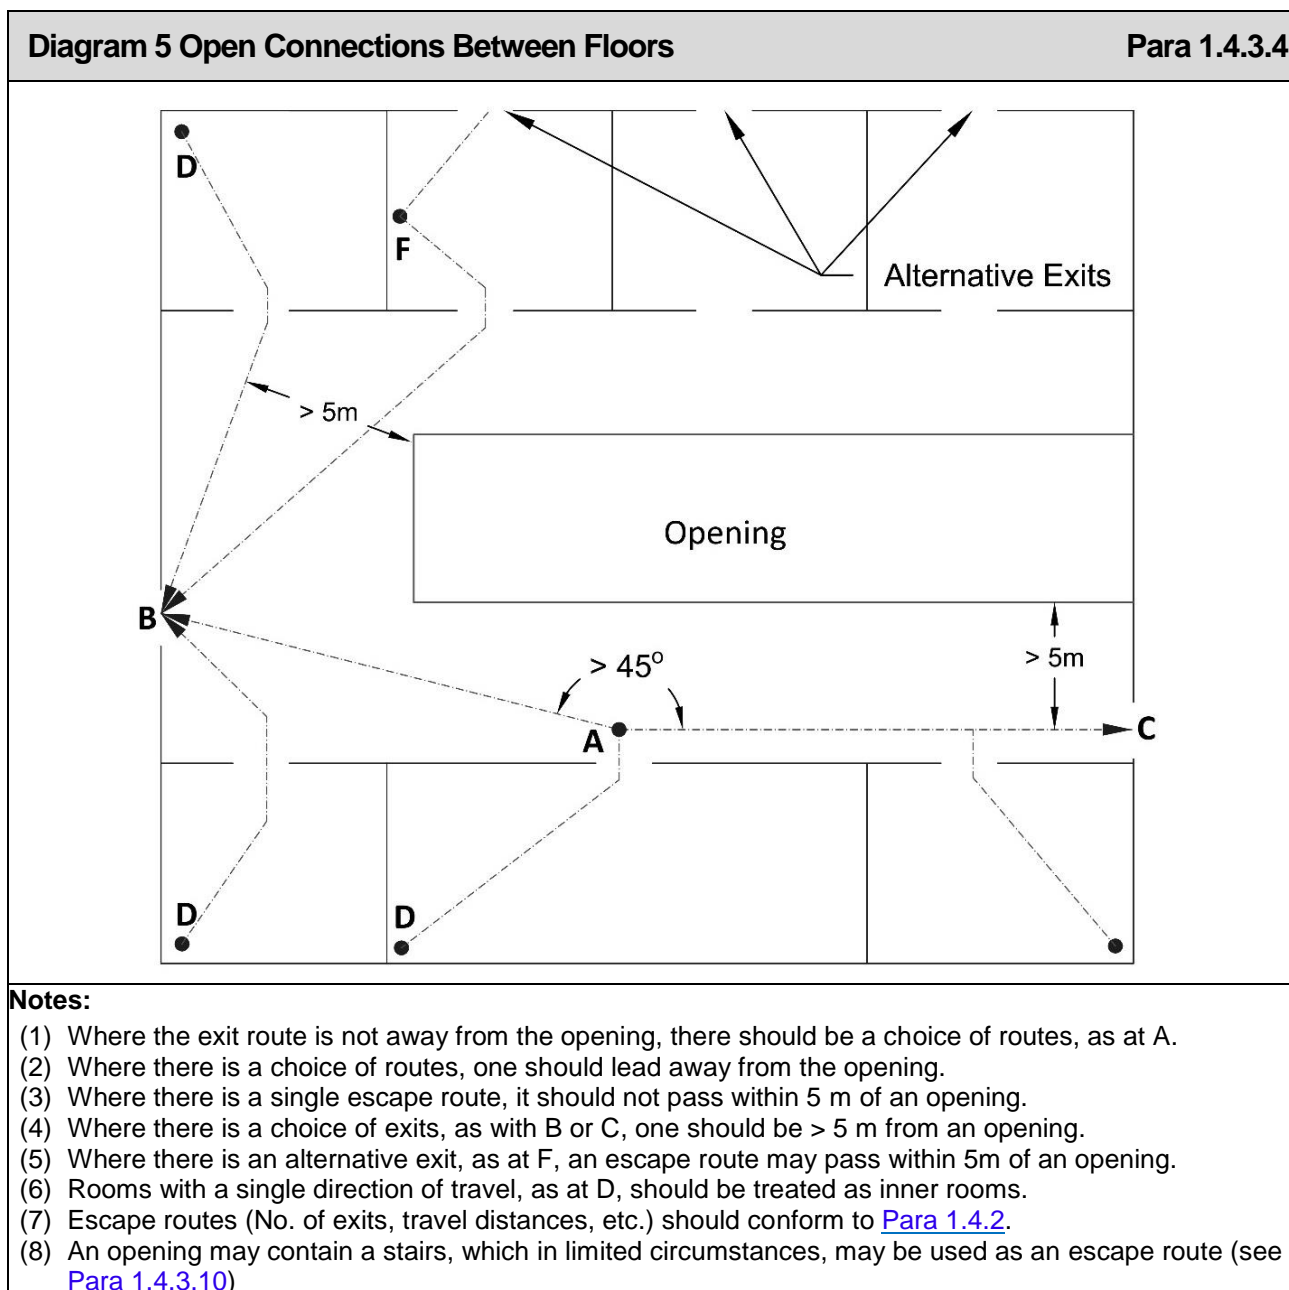 Diagram 5 Open Connections Between Floors Para 1.4.3.4
D
F
Alternative Exits
> 5m
Opening
B
> 45º
> 5m
A
C
D
D
Notes:
(1) Where the exit route is not away from the opening, there should be a choice of routes, as at A.
(2) Where there is a choice of routes, one should lead away from the opening.
(3) Where there is a single escape route, it should not pass within 5 m of an opening.
(4) Where there is a choice of exits, as with B or C, one should be > 5 m from an opening.
(5) Where there is an alternative exit, as at F, an escape route may pass within 5m of an opening.
(6) Rooms with a single direction of travel, as at D, should be treated as inner rooms.
(7) Escape routes (No. of exits, travel distances, etc.) should conform to Para 1.4.2.
(8) An opening may contain a stairs, which in limited circumstances, may be used as an escape route (see
Para 1.4.3.10)